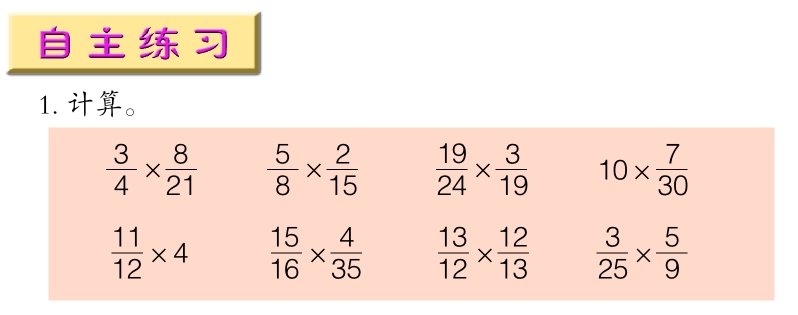 自主练习
1. 计算。
3/4 × 8/21 5/8 × 2/15 19/24 × 3/19 10 × 7/30
11/12 × 4 15/16 × 4/35 13/12 × 12/13 3/25 × 5/9